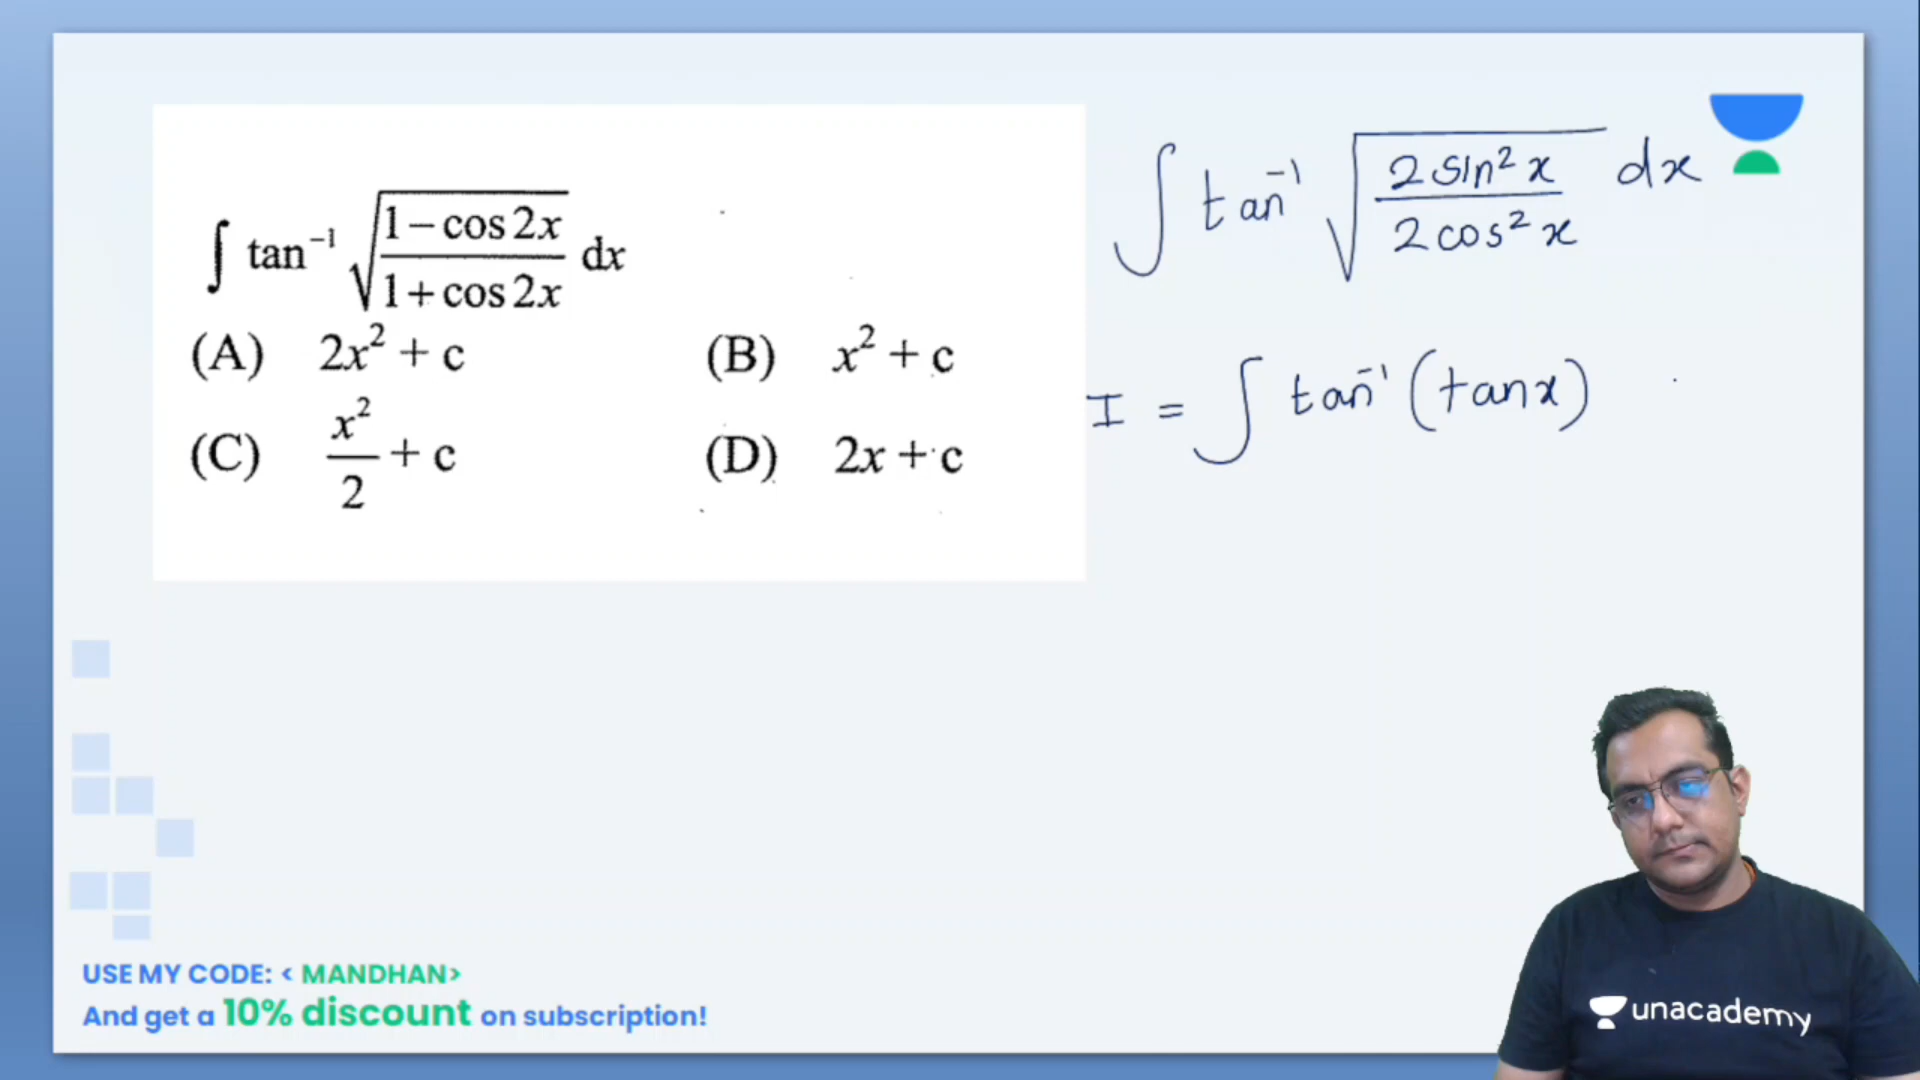 ∫ tan⁻¹ √((1 − cos 2x)/(1 + cos 2x)) dx
(A) 2x² + c (B) x² + c
(C) x²/2 + c (D) 2x + c
∫ tan⁻¹ √((2 sin² x)/(2 cos² x)) dx
I = ∫ tan⁻¹ (tan x)
USE MY CODE: < MANDHAN>
And get a 10% discount on subscription!
unacademy